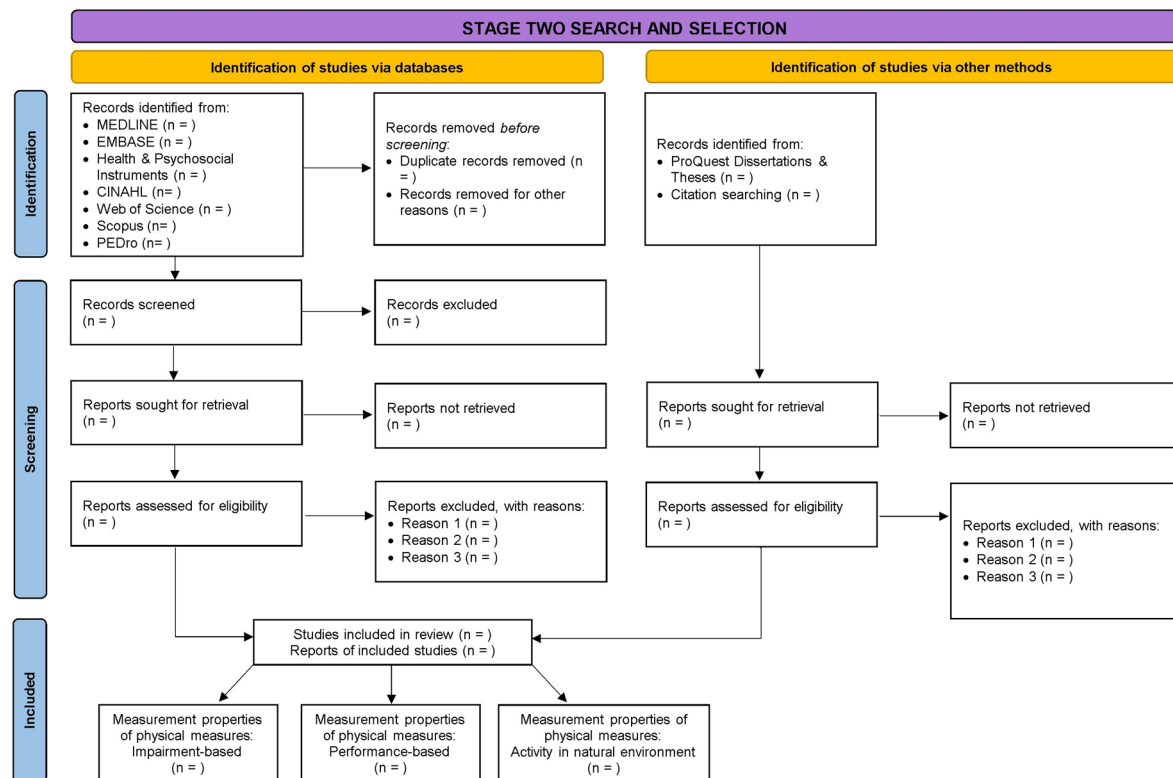 STAGE TWO SEARCH AND SELECTION
Identification of studies via databases
Identification of studies via other methods
Identification
Records identified from:
• MEDLINE (n = )
• EMBASE (n = )
• Health & Psychosocial
Instruments (n = )
• CINAHL (n= )
• Web of Science (n = )
• Scopus (n= )
• PEDro (n= )
Records removed before
screening:
• Duplicate records removed (n
= )
• Records removed for other
reasons (n = )
Records identified from:
• ProQuest Dissertations &
Theses (n = )
• Citation searching (n = )
Screening
Records screened
(n = )
Records excluded
(n = )
Reports sought for retrieval
(n = )
Reports not retrieved
(n = )
Reports sought for retrieval
(n = )
Reports not retrieved
(n = )
Reports assessed for eligibility
(n = )
Reports excluded, with reasons:
• Reason 1 (n = )
• Reason 2 (n = )
• Reason 3 (n = )
Reports assessed for eligibility
(n = )
Reports excluded, with reasons:
• Reason 1 (n = )
• Reason 2 (n = )
• Reason 3 (n = )
Included
Studies included in review (n = )
Reports of included studies (n = )
Measurement properties
of physical measures:
Impairment-based
(n = )
Measurement properties
of physical measures:
Performance-based
(n = )
Measurement properties of
physical measures:
Activity in natural environment
(n = )